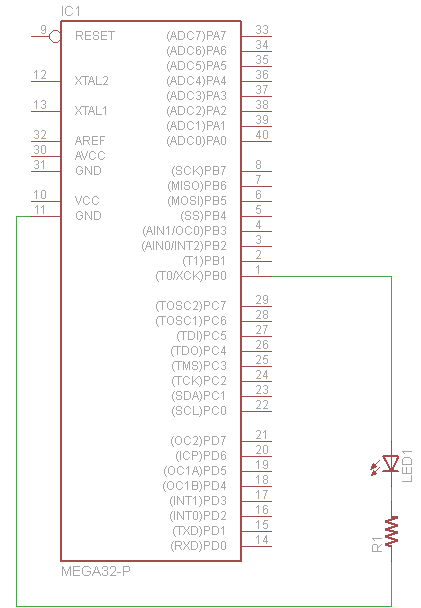 IC1
9 RESET (ADC7)PA7 33
(ADC6)PA6 34
(ADC5)PA5 35
12 XTAL2 (ADC4)PA4 36
(ADC3)PA3 37
13 XTAL1 (ADC2)PA2 38
(ADC1)PA1 39
32 AREF (ADC0)PA0 40
30 AVCC
31 GND (SCK)PB7 8
(MISO)PB6 7
10 VCC (MOSI)PB5 6
11 GND (SS)PB4 5
(AIN1/OC0)PB3 4
(AIN0/INT2)PB2 3
(T1)PB1 2
(T0/XCK)PB0 1
(TOSC2)PC7 29
(TOSC1)PC6 28
(TDI)PC5 27
(TDO)PC4 26
(TMS)PC3 25
(TCK)PC2 24
(SDA)PC1 23
(SCL)PC0 22
(OC2)PD7 21
(ICP)PD6 20
(OC1A)PD5 19
(OC1B)PD4 18
(INT1)PD3 17
(INT0)PD2 16
(TXD)PD1 15
(RXD)PD0 14
MEGA32-P
LED1
R1